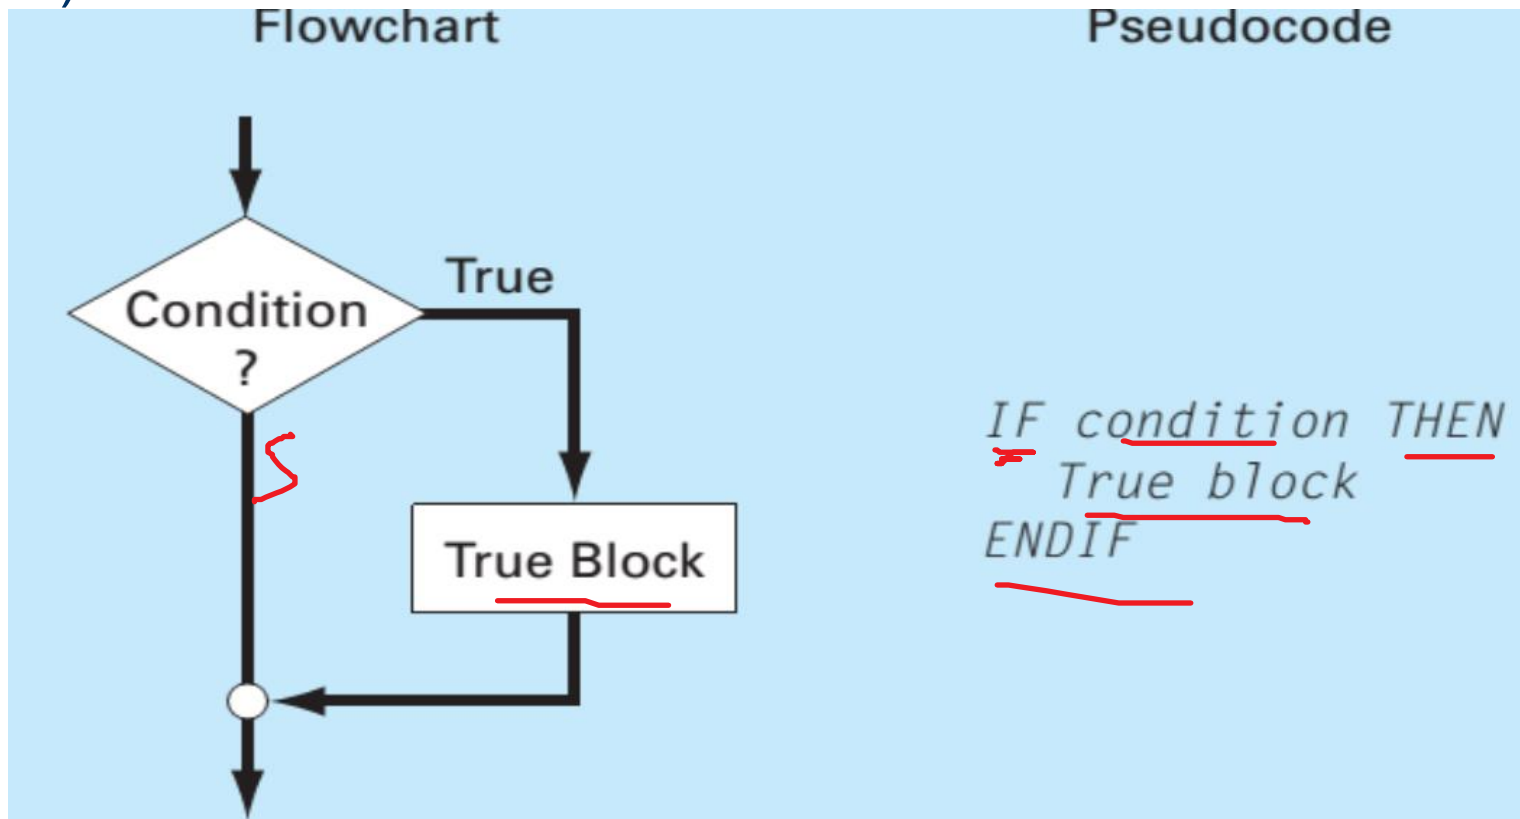 Flowchart
Pseudocode
True
Condition
?
IF condition THEN
True block
ENDIF
True Block